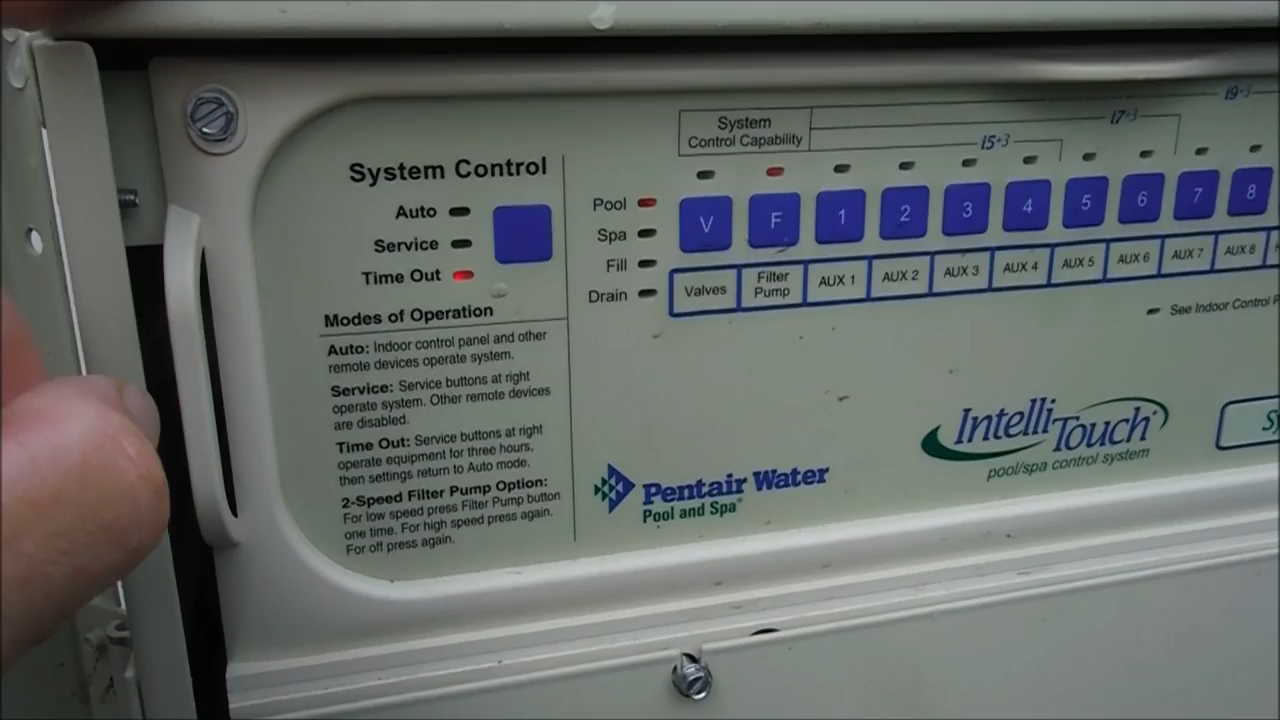 System Control Capability
i5+3
i7+3
i9+3
System Control
Auto
Service
Time Out
Pool
Spa
Fill
Drain
V F 1 2 3 4 5 6 7 8
Valves Filter Pump AUX 1 AUX 2 AUX 3 AUX 4 AUX 5 AUX 6 AUX 7 AUX 8
See Indoor Control
Modes of Operation
Auto: Indoor control panel and other
remote devices operate system.
Service: Service buttons at right
operate system. Other remote devices
are disabled.
Time Out: Service buttons at right
operate equipment for three hours,
then settings return to Auto mode.
2-Speed Filter Pump Option:
For low speed press Filter Pump button
one time. For high speed press again.
For off press again.
Pentair Water
Pool and Spa®
IntelliTouch®
pool/spa control system